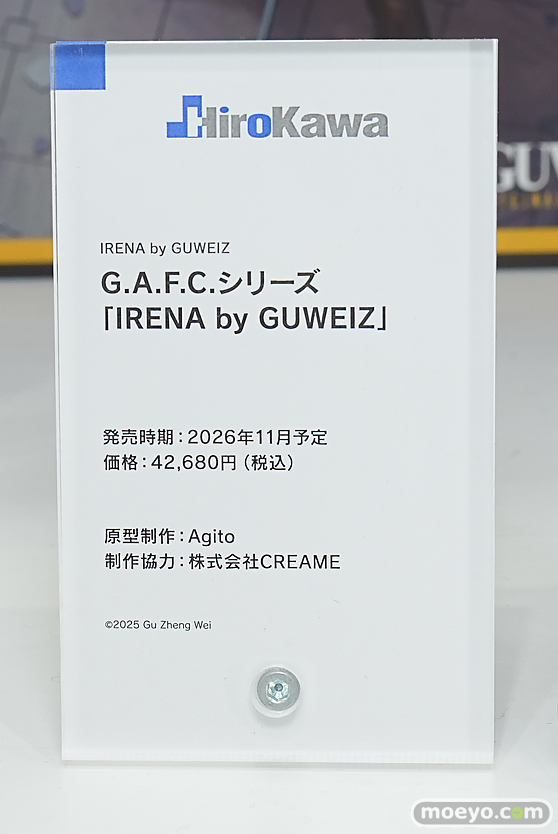 HiroKawa
GUW
IRENA by GUWEIZ
G.A.F.C.シリーズ
「IRENA by GUWEIZ」
発売時期：2026年11月予定
価格：42,680円（税込）
原型制作：Agito
制作協力：株式会社CREAME
©2025 Gu Zheng Wei
moeyo.com